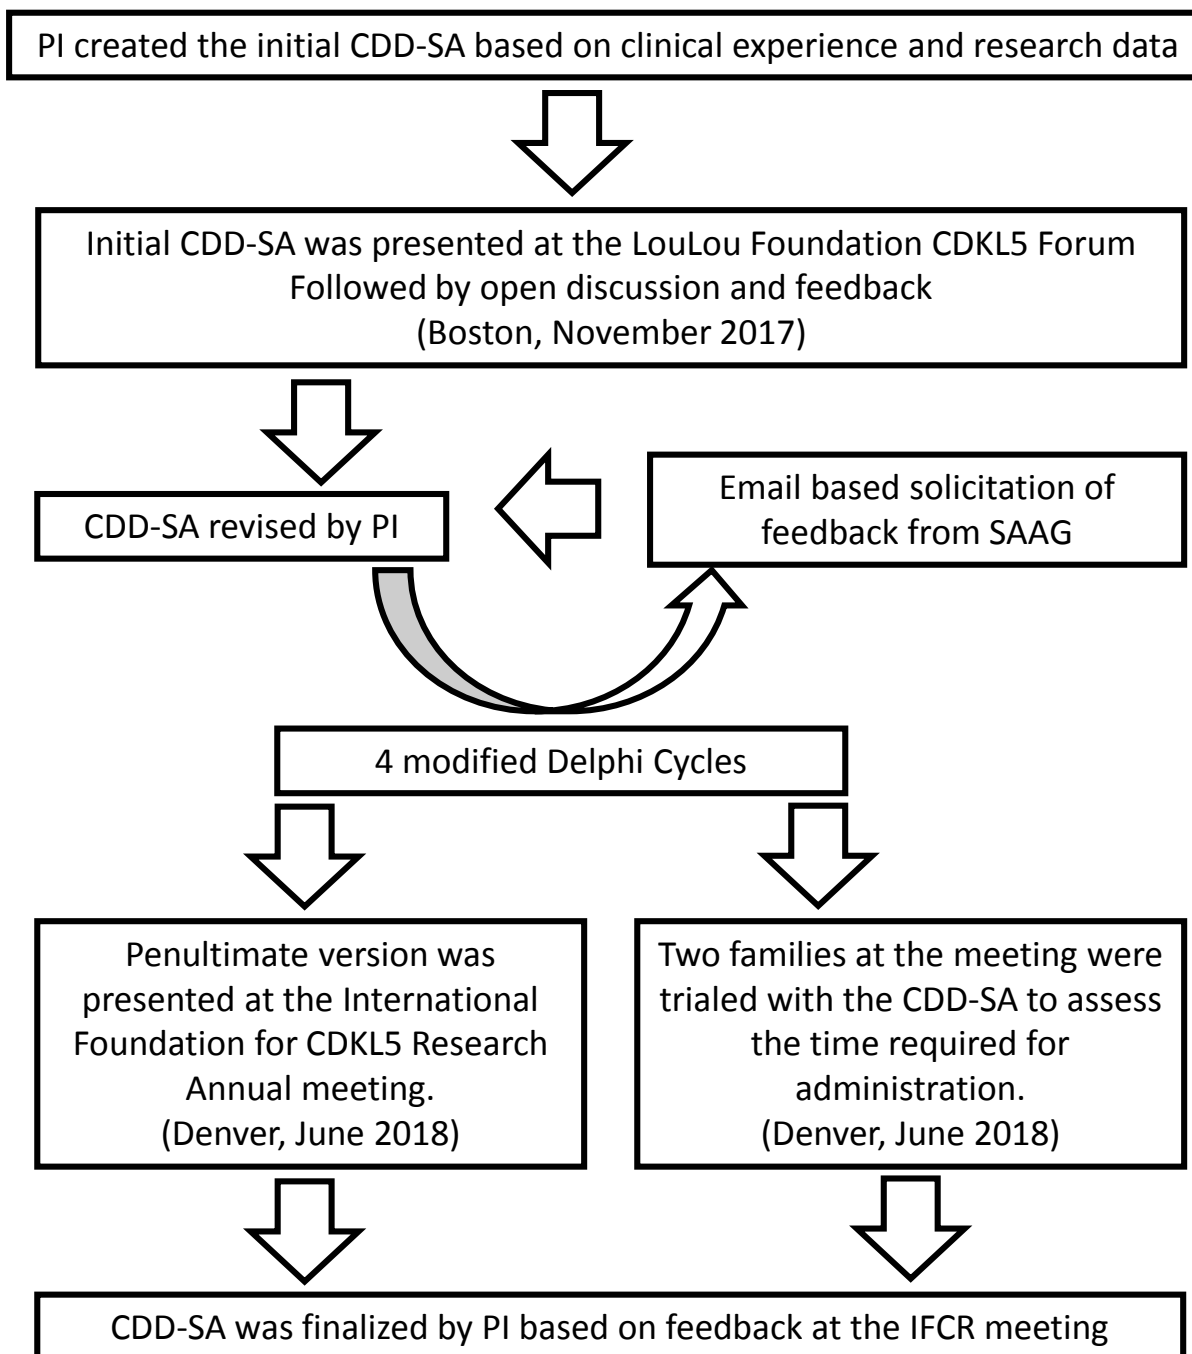 PI created the initial CDD-SA based on clinical experience and research data
Initial CDD-SA was presented at the LouLou Foundation CDKL5 Forum
Followed by open discussion and feedback
(Boston, November 2017)
CDD-SA revised by PI
Email based solicitation of
feedback from SAAG
4 modified Delphi Cycles
Penultimate version was
presented at the International
Foundation for CDKL5 Research
Annual meeting.
(Denver, June 2018)
Two families at the meeting were
trialed with the CDD-SA to assess
the time required for
administration.
(Denver, June 2018)
CDD-SA was finalized by PI based on feedback at the IFCR meeting